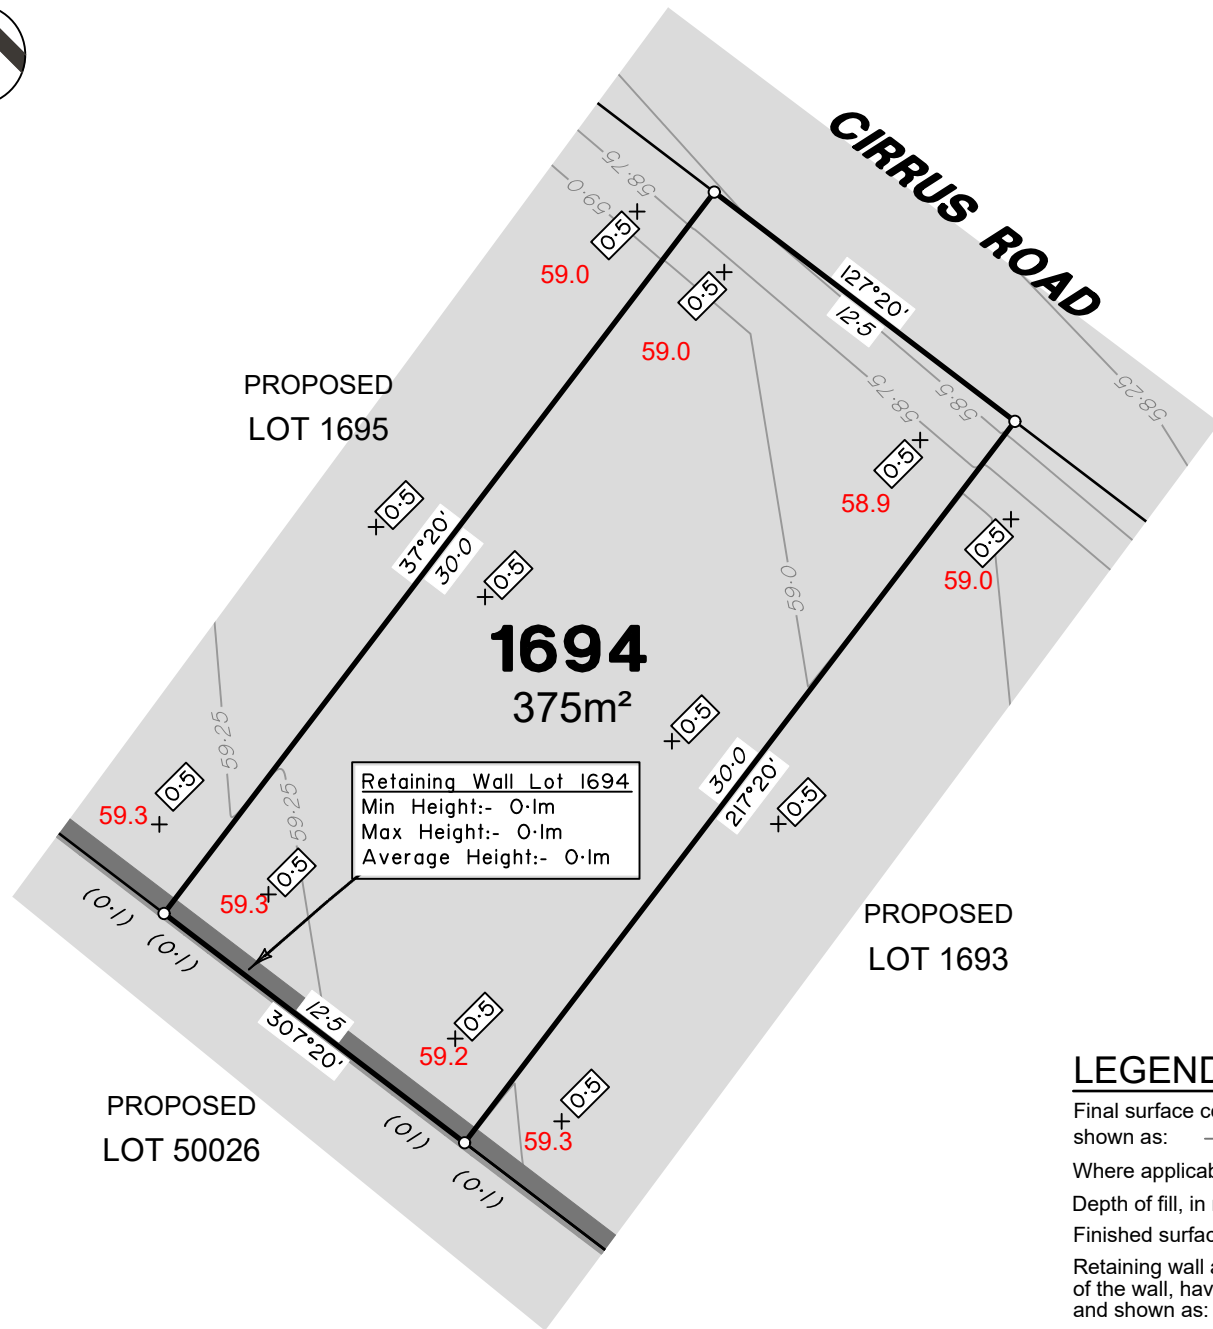 CIRRUS ROAD
58·75
59·0
0·5
59.0
0·5
59.0
127°20'
12·5
58·25
58·75
58·5
PROPOSED
LOT 1695
0·5
58.9
0·5
59.0
0·5
37°20'
30·0
0·5
59·0
1694
375m²
0·5
59·25
30·0
217°20'
0·5
0·5
59.3
59·25
Retaining Wall Lot 1694
Min Height:- 0·1m
Max Height:- 0·1m
Average Height:- 0·1m
0·5
59.3
(0·1)
(0·1)
PROPOSED
LOT 1693
12·5
307°20'
0·5
59.2
0·5
59.3
PROPOSED
LOT 50026
(01)
(0·1)
LEGEND
Final surface
shown as:
Where
Depth of fill, in
Finished
Retaining wall
of the wall,
and shown as: